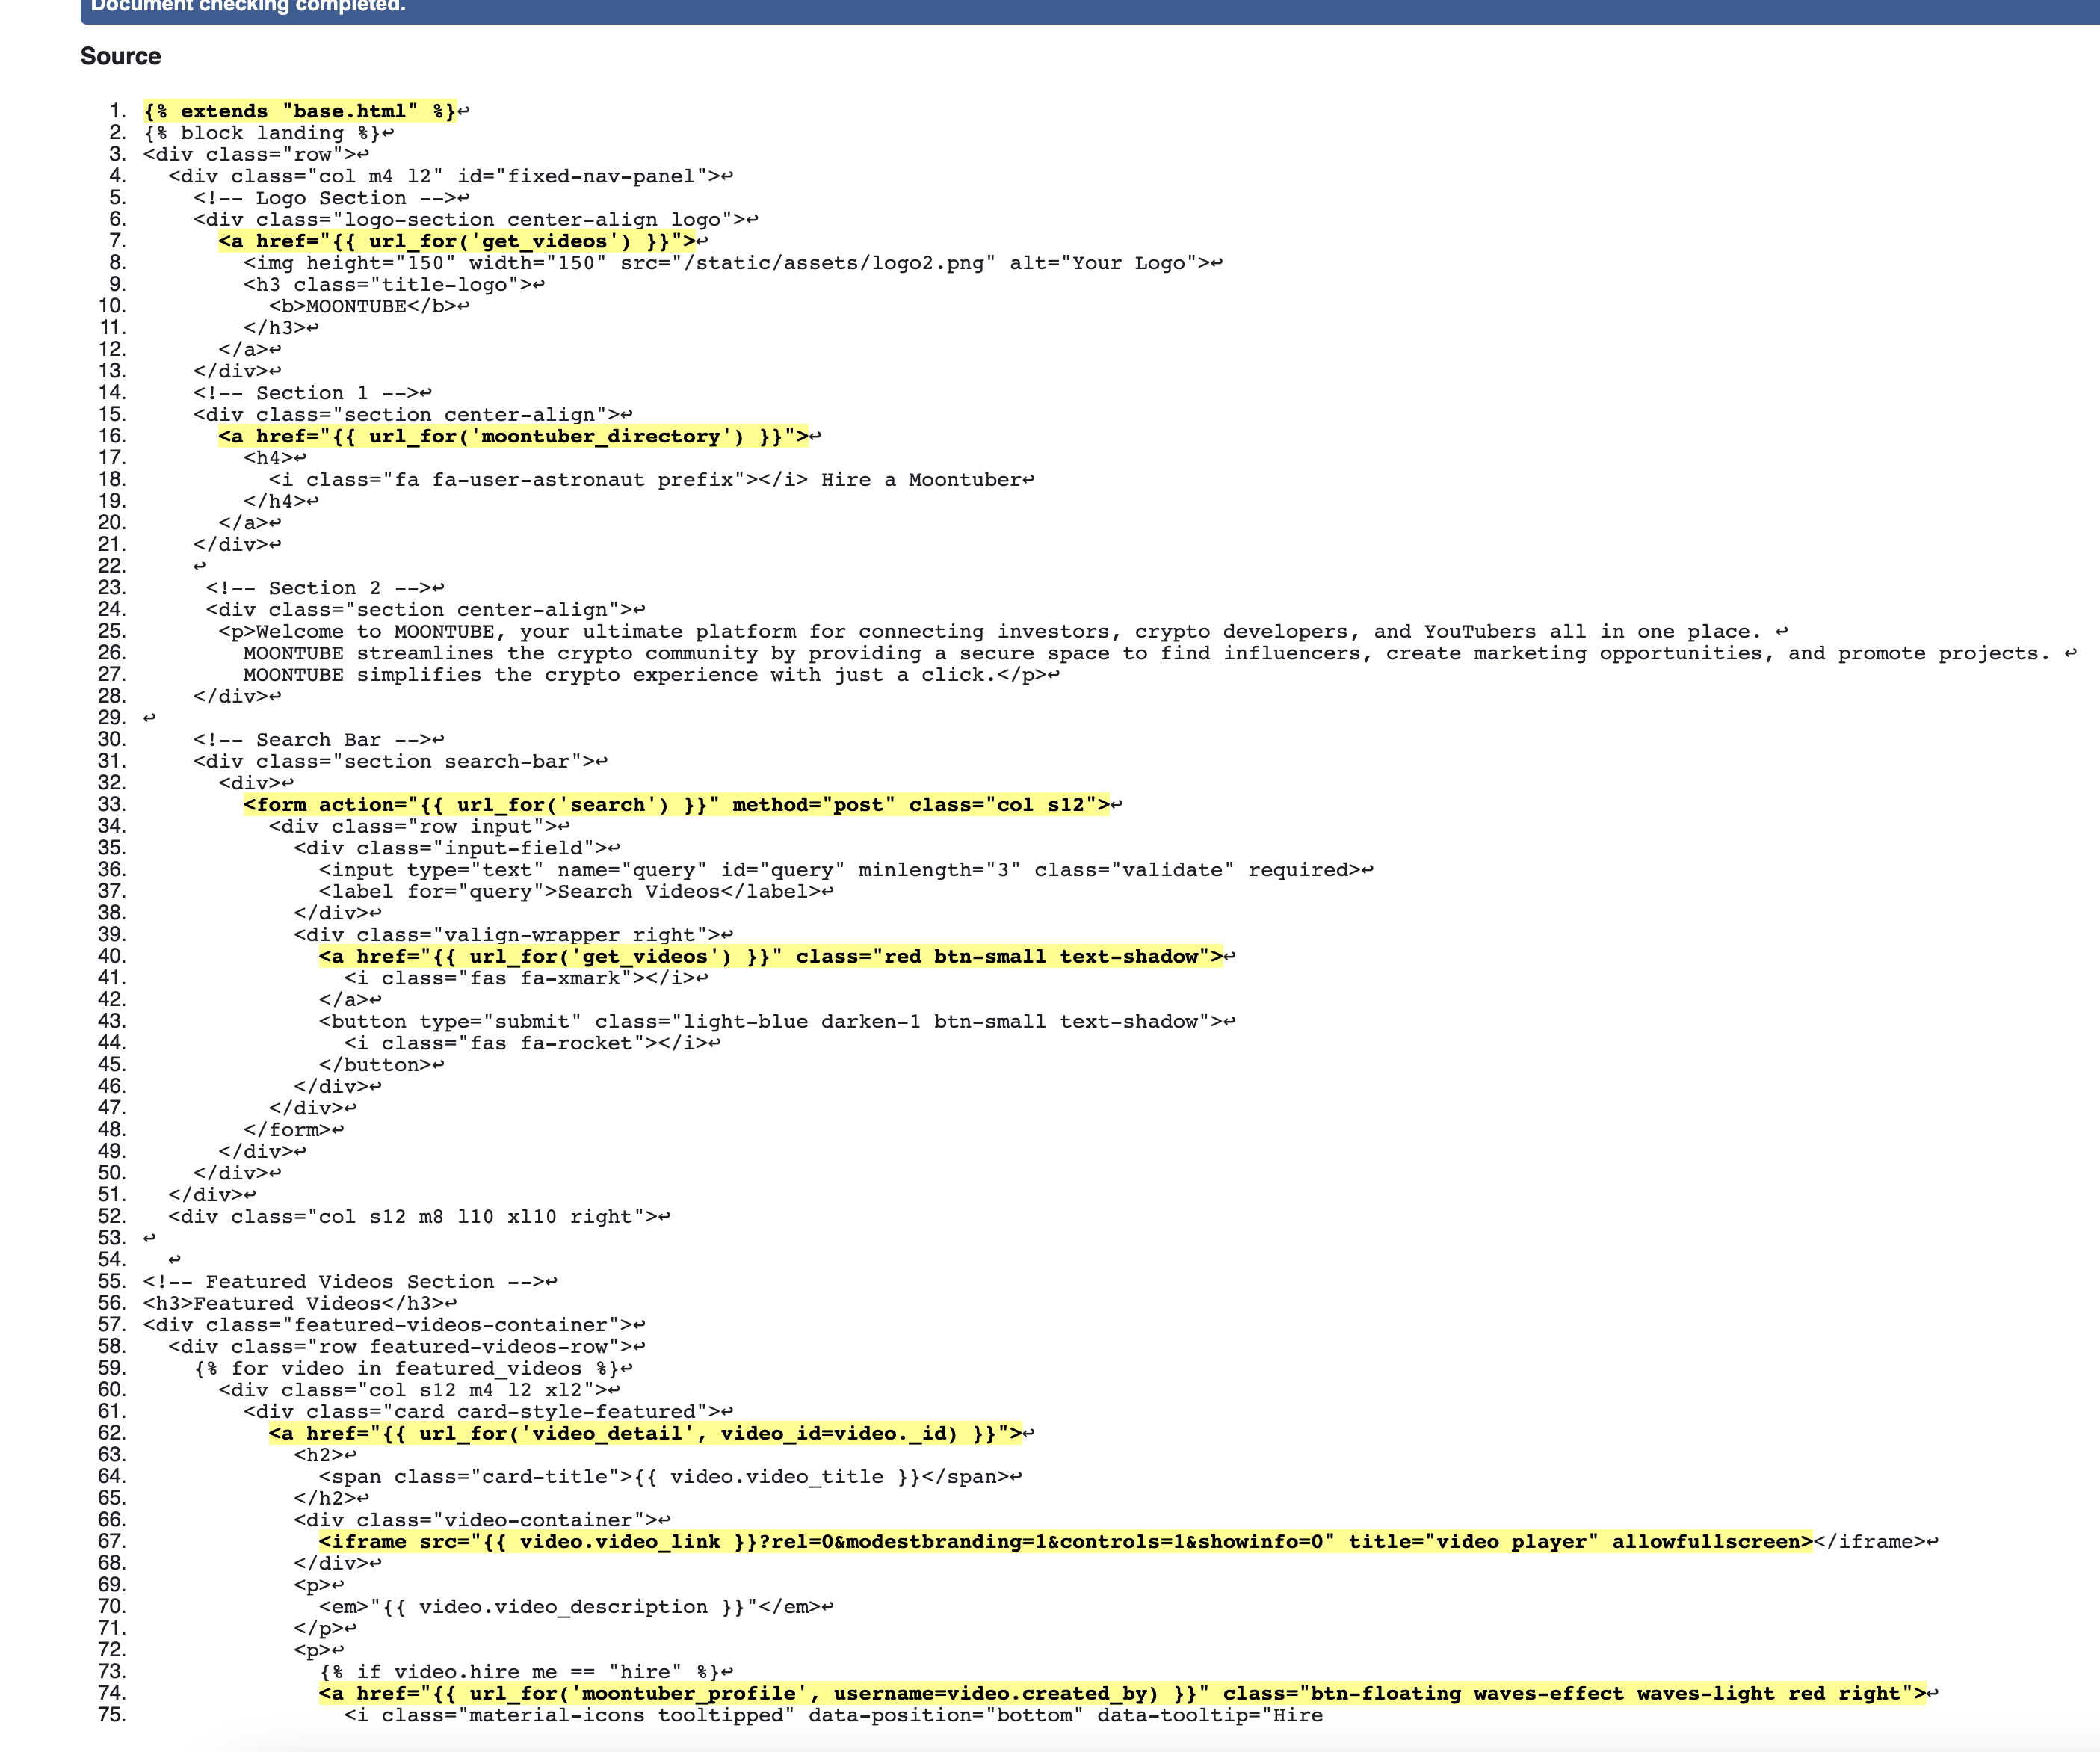 Document checking completed.
Source
1. {% extends "base.html" %}↩
2. {% block landing %}↩
3. <div class="row">↩
4. <div class="col m4 l2" id="fixed-nav-panel">↩
5. <!-- Logo Section -->↩
6. <div class="logo-section center-align logo">↩
7. <a href="{{ url_for('get_videos') }}">↩
8. <img height="150" width="150" src="/static/assets/logo2.png" alt="Your Logo">↩
9. <h3 class="title-logo">↩
10. <b>MOONTUBE</b>↩
11. </h3>↩
12. </a>↩
13. </div>↩
14. <!-- Section 1 -->↩
15. <div class="section center-align">↩
16. <a href="{{ url_for('moontuber_directory') }}">↩
17. <h4>↩
18. <i class="fa fa-user-astronaut prefix"></i> Hire a Moontuber↩
19. </h4>↩
20. </a>↩
21. </div>↩
22. ↩
23. <!-- Section 2 -->↩
24. <div class="section center-align">↩
25. <p>Welcome to MOONTUBE, your ultimate platform for connecting investors, crypto developers, and YouTubers all in one place. ↩
26. MOONTUBE streamlines the crypto community by providing a secure space to find influencers, create marketing opportunities, and promote projects. ↩
27. MOONTUBE simplifies the crypto experience with just a click.</p>↩
28. </div>↩
29. ↩
30. <!-- Search Bar -->↩
31. <div class="section search-bar">↩
32. <div>↩
33. <form action="{{ url_for('search') }}" method="post" class="col s12">↩
34. <div class="row input">↩
35. <div class="input-field">↩
36. <input type="text" name="query" id="query" minlength="3" class="validate" required>↩
37. <label for="query">Search Videos</label>↩
38. </div>↩
39. <div class="valign-wrapper right">↩
40. <a href="{{ url_for('get_videos') }}" class="red btn-small text-shadow">↩
41. <i class="fas fa-xmark"></i>↩
42. </a>↩
43. <button type="submit" class="light-blue darken-1 btn-small text-shadow">↩
44. <i class="fas fa-rocket"></i>↩
45. </button>↩
46. </div>↩
47. </div>↩
48. </form>↩
49. </div>↩
50. </div>↩
51. </div>↩
52. <div class="col s12 m8 l10 xl10 right">↩
53. ↩
54. ↩
55. <!-- Featured Videos Section -->↩
56. <h3>Featured Videos</h3>↩
57. <div class="featured-videos-container">↩
58. <div class="row featured-videos-row">↩
59. {% for video in featured_videos %}↩
60. <div class="col s12 m4 l2 xl2">↩
61. <div class="card card-style-featured">↩
62. <a href="{{ url_for('video_detail', video_id=video._id) }}">↩
63. <h2>↩
64. <span class="card-title">{{ video.video_title }}</span>↩
65. </h2>↩
66. <div class="video-container">↩
67. <iframe src="{{ video.video_link }}?rel=0&modestbranding=1&controls=1&showinfo=0" title="video player" allowfullscreen></iframe>↩
68. </div>↩
69. <p>↩
70. <em>"{{ video.video_description }}"</em>↩
71. </p>↩
72. <p>↩
73. {% if video.hire_me == "hire" %}↩
74. <a href="{{ url_for('moontuber_profile', username=video.created_by) }}" class="btn-floating waves-effect waves-light red right">↩
75. <i class="material-icons tooltipped" data-position="bottom" data-tooltip="Hire